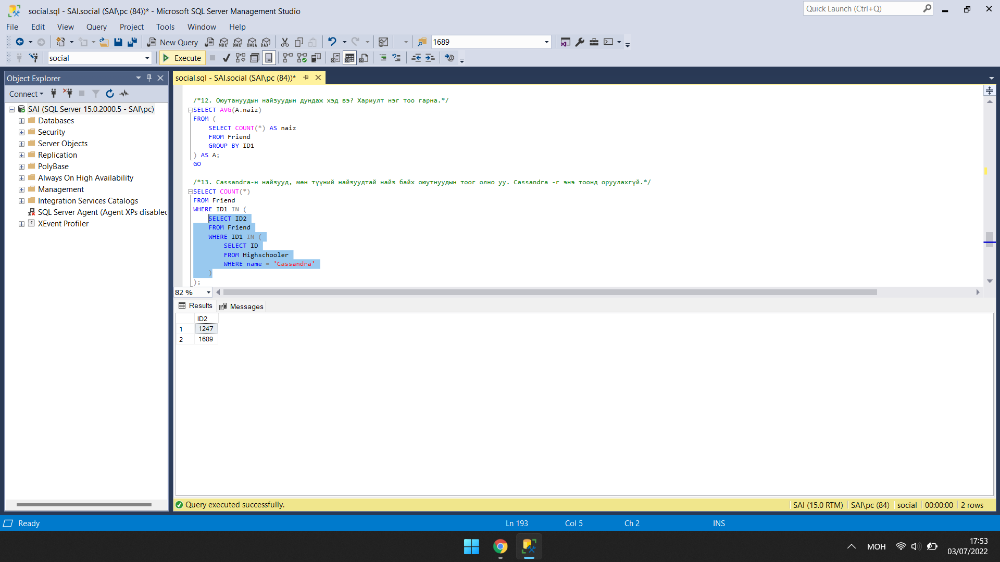 social.sql - SAI.social (SAI\pc (84))* - Microsoft SQL Server Management Studio
Quick Launch (Ctrl+Q)
File Edit View Query Project Tools Window Help
New Query MDX DMX XMLA DAX 1689
social Execute
Object Explorer
social.sql - SAI.social (SAI\pc (84))*
Connect
SAI (SQL Server 15.0.2000.5 - SAI\pc)
Databases
Security
Server Objects
Replication
PolyBase
Always On High Availability
Management
Integration Services Catalogs
SQL Server Agent (Agent XPs disablec
XEvent Profiler
/*12. Оюутануудын найзуудын дундаж хэд вэ? Хариулт нэг тоо гарна.*/
SELECT AVG(A.naiz)
FROM (
SELECT COUNT(*) AS naiz
FROM Friend
GROUP BY ID1
) AS A;
GO
/*13. Cassandra-н найзууд, мөн түүний найзуудтай найз байх оюутнуудын тоог олно уу. Cassandra -г энэ тоонд оруулахгүй.*/
SELECT COUNT(*)
FROM Friend
WHERE ID1 IN (
SELECT ID2
FROM Friend
WHERE ID1 IN (
SELECT ID
FROM Highschooler
WHERE name = 'Cassandra'
)
);
82 %
Results Messages
ID2
1 1247
2 1689
Query executed successfully.
SAI (15.0 RTM) SAI\pc (84) social 00:00:00 2 rows
Ready
Ln 193 Col 5 Ch 2 INS
МОН
17:53
03/07/2022